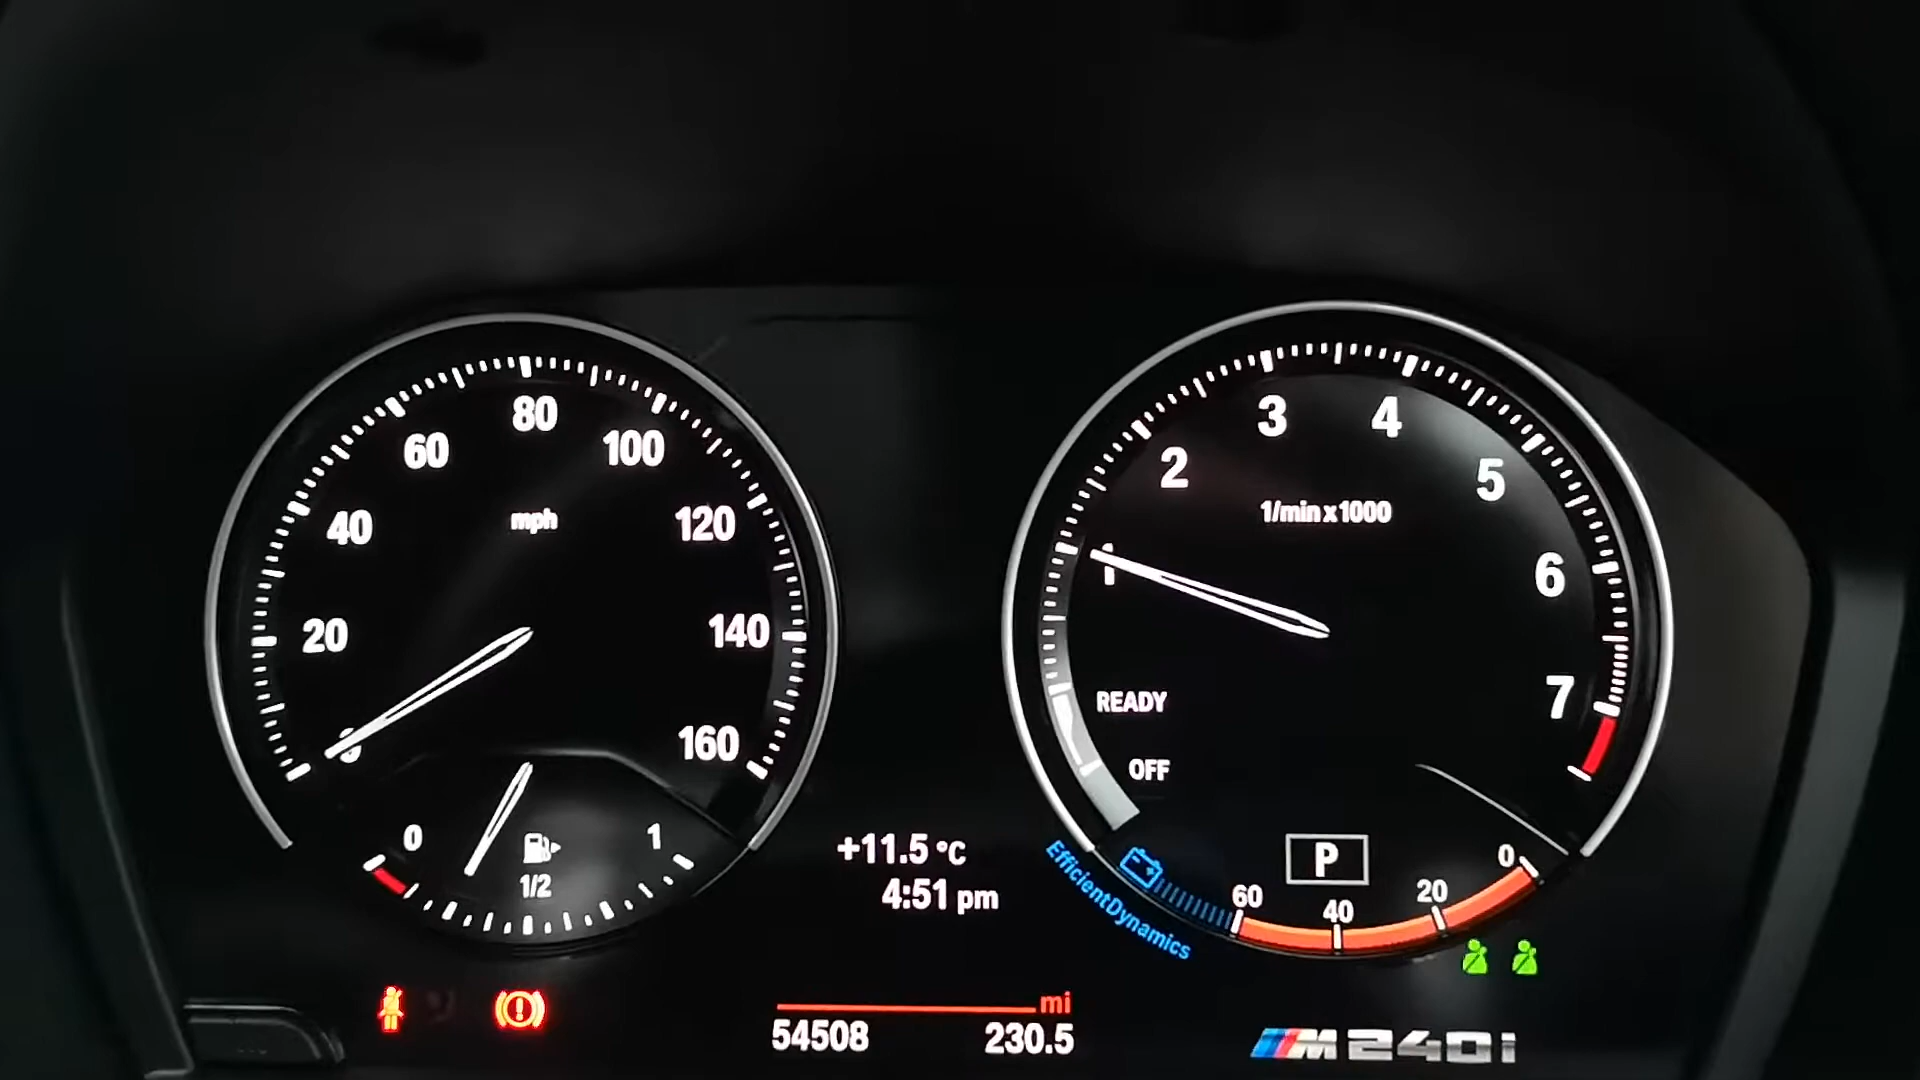 80
60
100
40
mph
120
20
140
0
160
0
1
1/2
+11.5 °C
4:51 pm
54508
mi
230.5
3
4
2
5
1/min x 1000
1
6
READY
7
OFF
P
EfficientDynamics
60
40
20
0
M240i